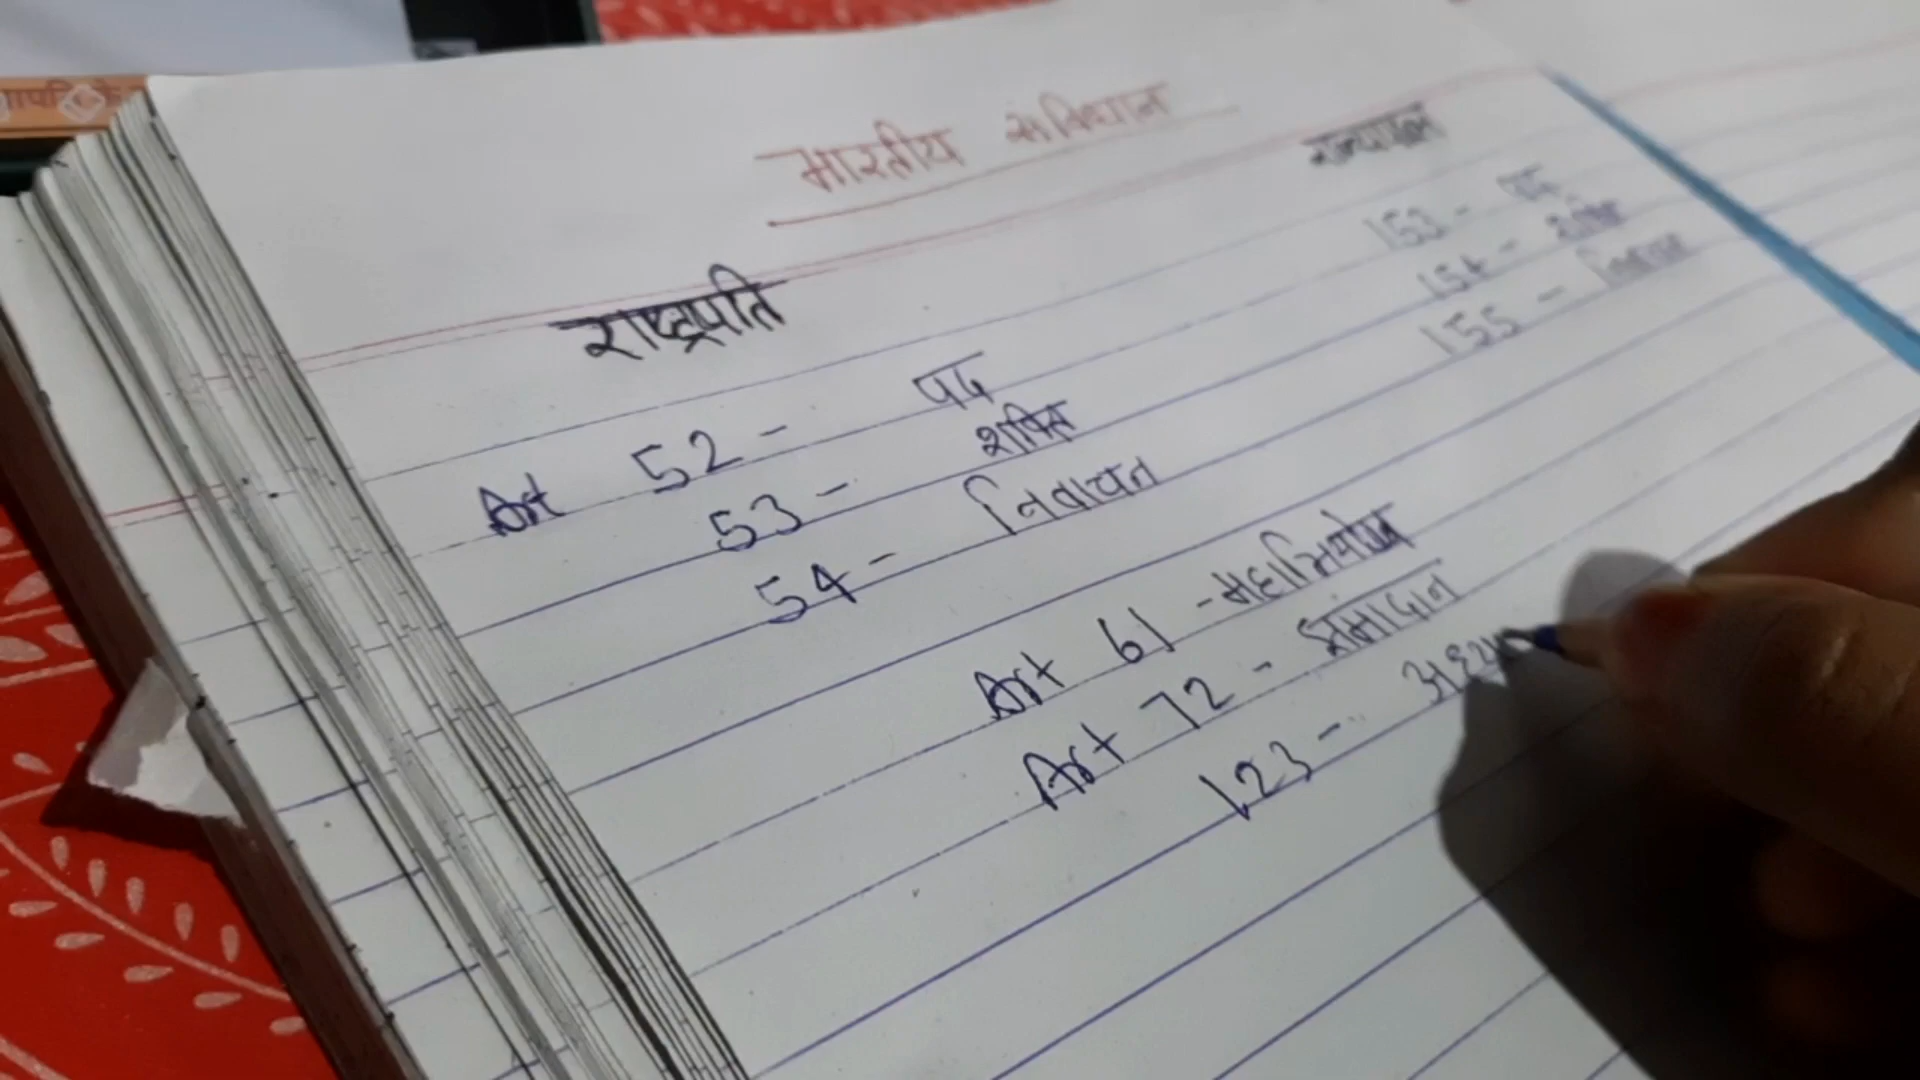 भारतीय संविधान
राष्ट्रपति
राज्यपाल
Art 52 - पद
53 - शक्ति
54 - निवाचन
153 - पद
154 - शक्ति
155 - निवाचन
Art 61 - महाभियोग
Art 72 - क्षमादान
123 - अध्या